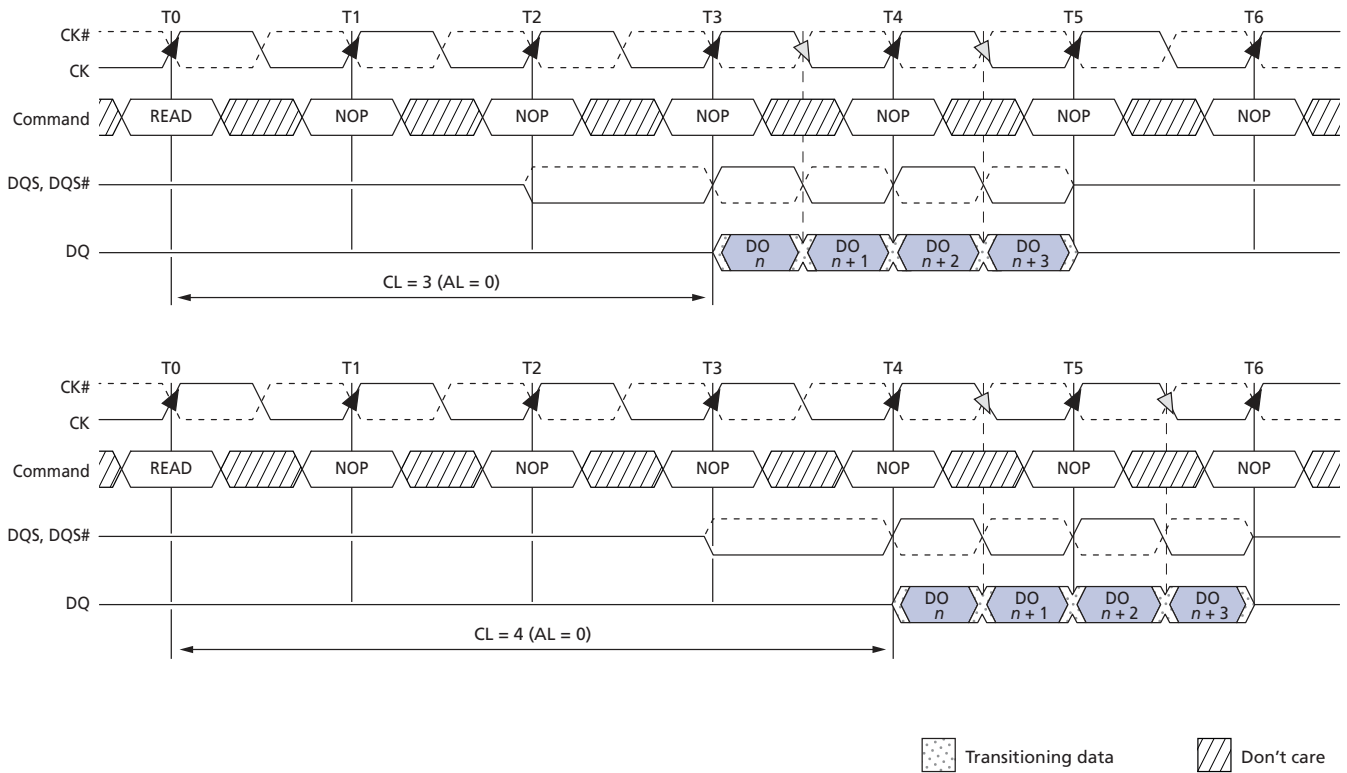 T0 T1 T2 T3 T4 T5 T6
CK#
CK
Command READ NOP NOP NOP NOP NOP NOP
DQS, DQS#
DQ DO n DO n + 1 DO n + 2 DO n + 3
CL = 3 (AL = 0)
T0 T1 T2 T3 T4 T5 T6
CK#
CK
Command READ NOP NOP NOP NOP NOP NOP
DQS, DQS#
DQ DO n DO n + 1 DO n + 2 DO n + 3
CL = 4 (AL = 0)
Transitioning data Don't care